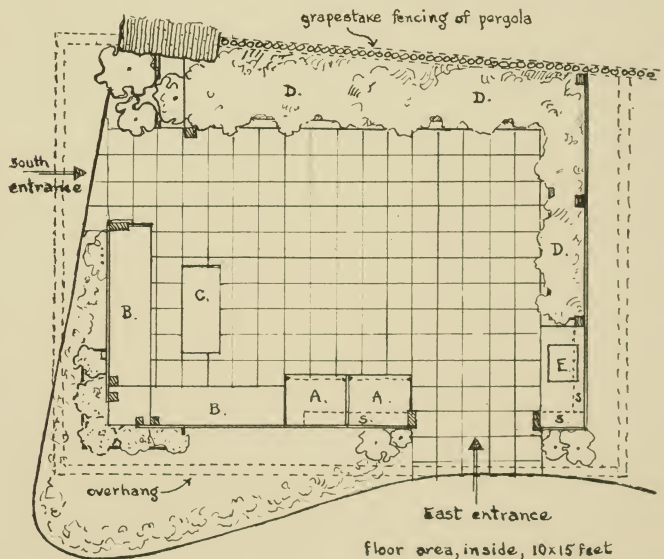 grapestake fencing of pergola
D.
D.
south
entrance
D.
B.
C.
E
A.
A.
B.
S.
S
S
overhang
East entrance
floor area, inside, 10x15 feet